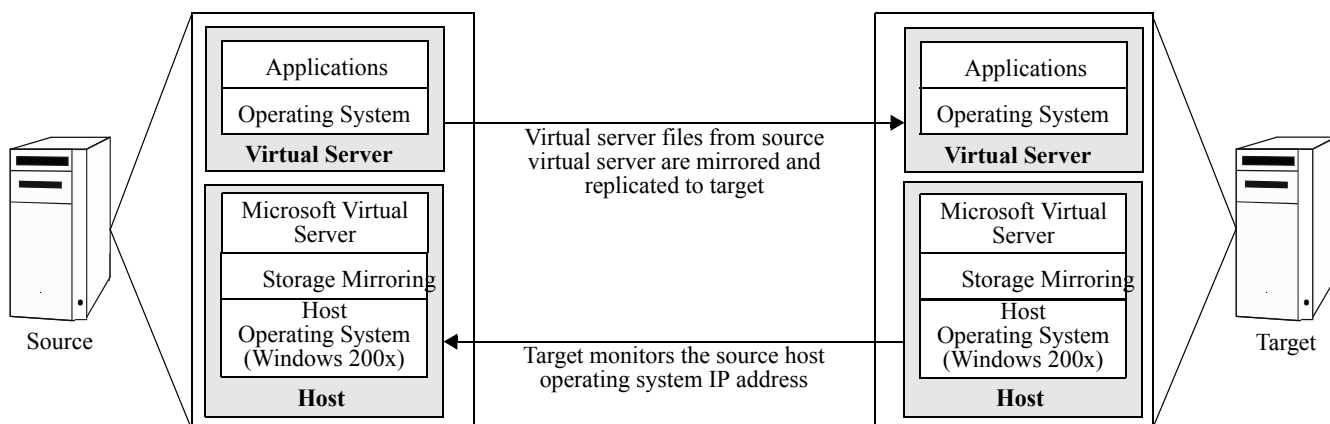 Source
Applications
Operating System
Virtual Server
Microsoft Virtual
Server
Storage Mirroring
Host
Operating System
(Windows 200x)
Host
Virtual server files from source
virtual server are mirrored and
replicated to target
Target monitors the source host
operating system IP address
Applications
Operating System
Virtual Server
Microsoft Virtual
Server
Storage Mirroring
Host
Operating System
(Windows 200x)
Host
Target